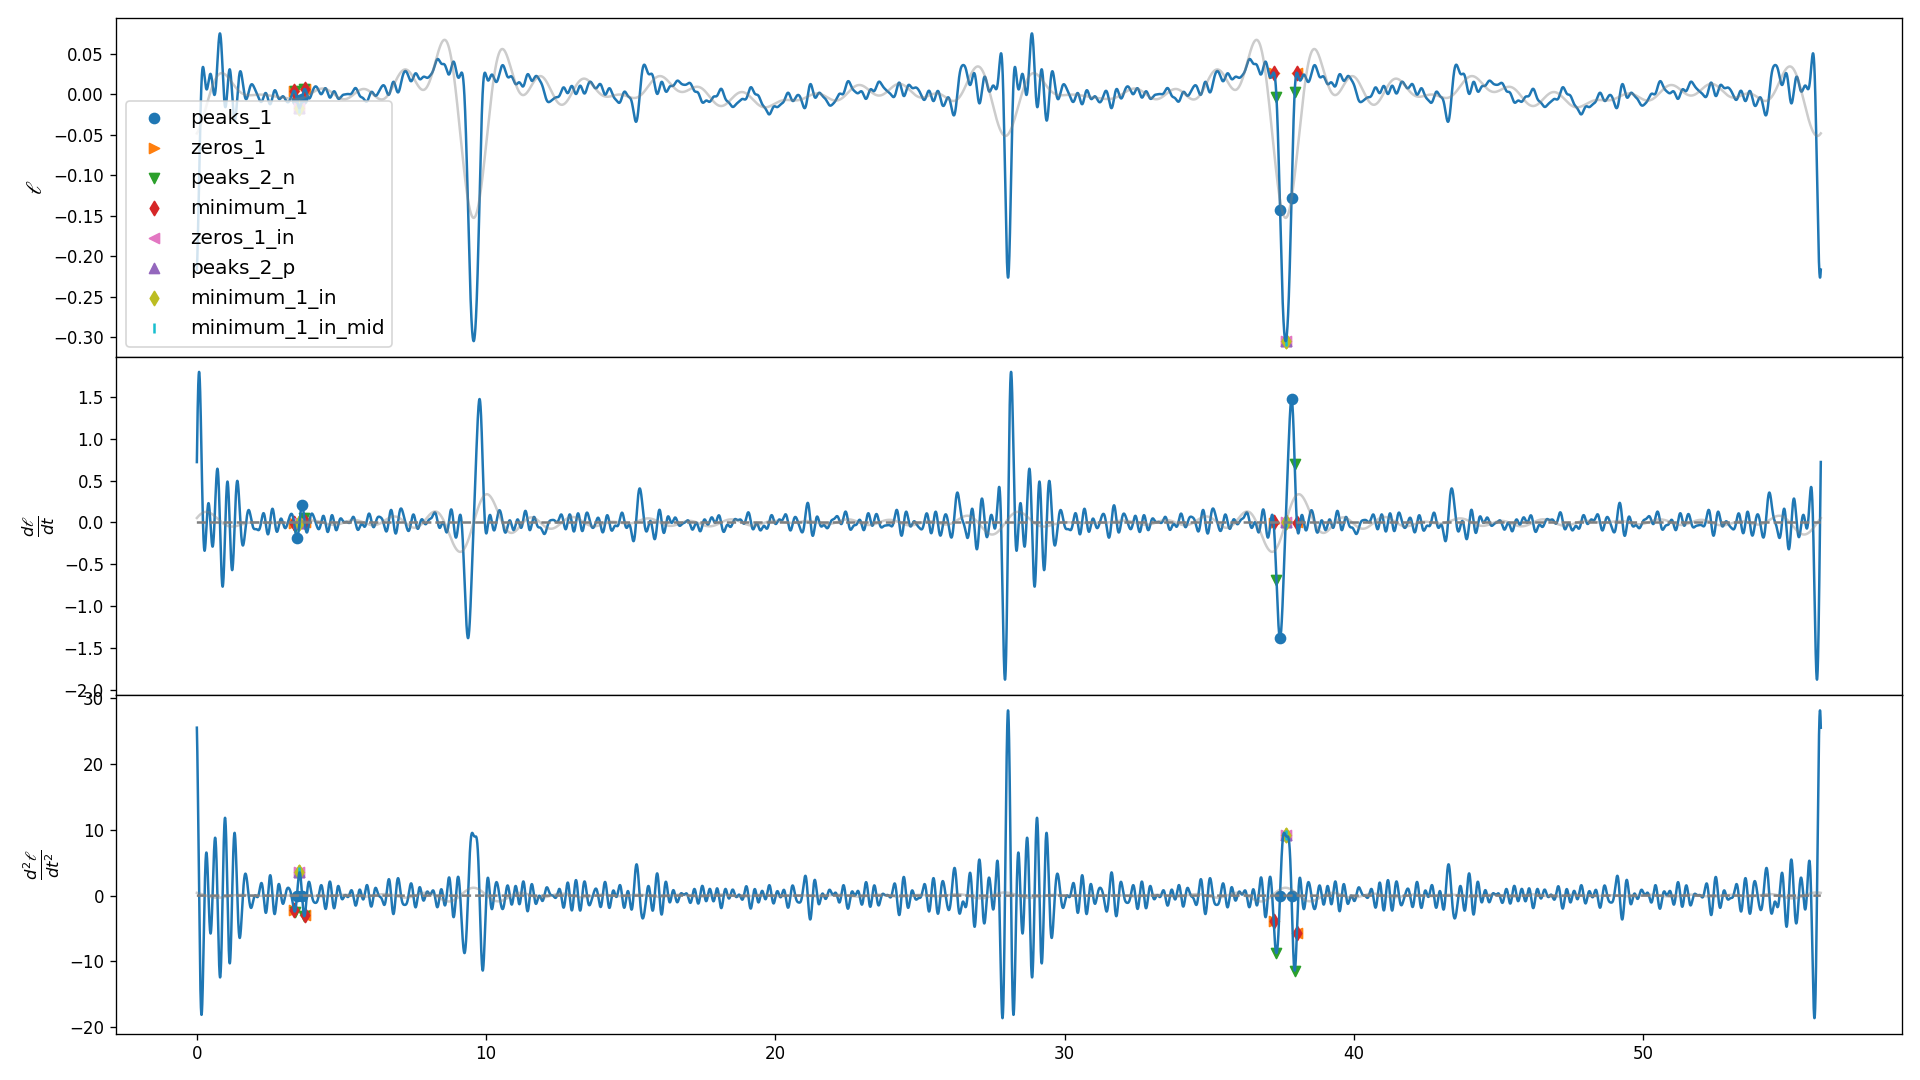 0.05
0.00
−0.05
−0.10
−0.15
−0.20
−0.25
−0.30
ℓ
peaks_1
zeros_1
peaks_2_n
minimum_1
zeros_1_in
peaks_2_p
minimum_1_in
minimum_1_in_mid
1.5
1.0
0.5
0.0
−0.5
−1.0
−1.5
−2.0
dℓ
dt
30
20
10
0
−10
−20
d²ℓ
dt²
0 10 20 30 40 50